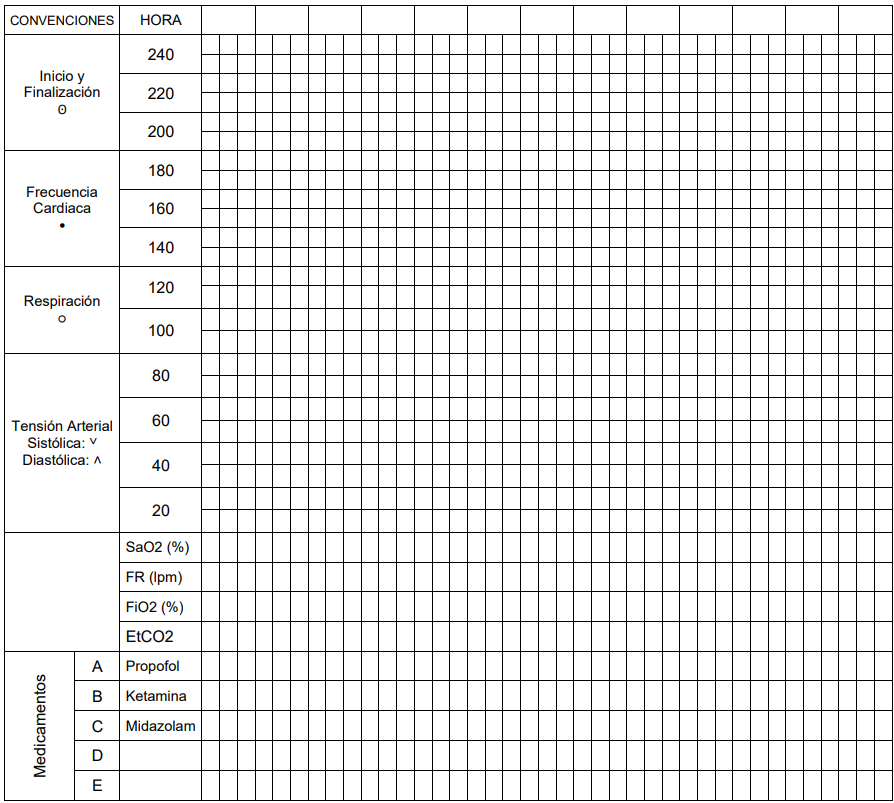 CONVENCIONES HORA
Inicio y
Finalización
ʘ
240
220
200
Frecuencia
Cardiaca
•
180
160
140
Respiración
○
120
100
Tensión Arterial
Sistólica: ˅
Diastólica: ˄
80
60
40
20
SaO2 (%)
FR (lpm)
FiO2 (%)
EtCO2
Medicamentos
A Propofol
B Ketamina
C Midazolam
D
E